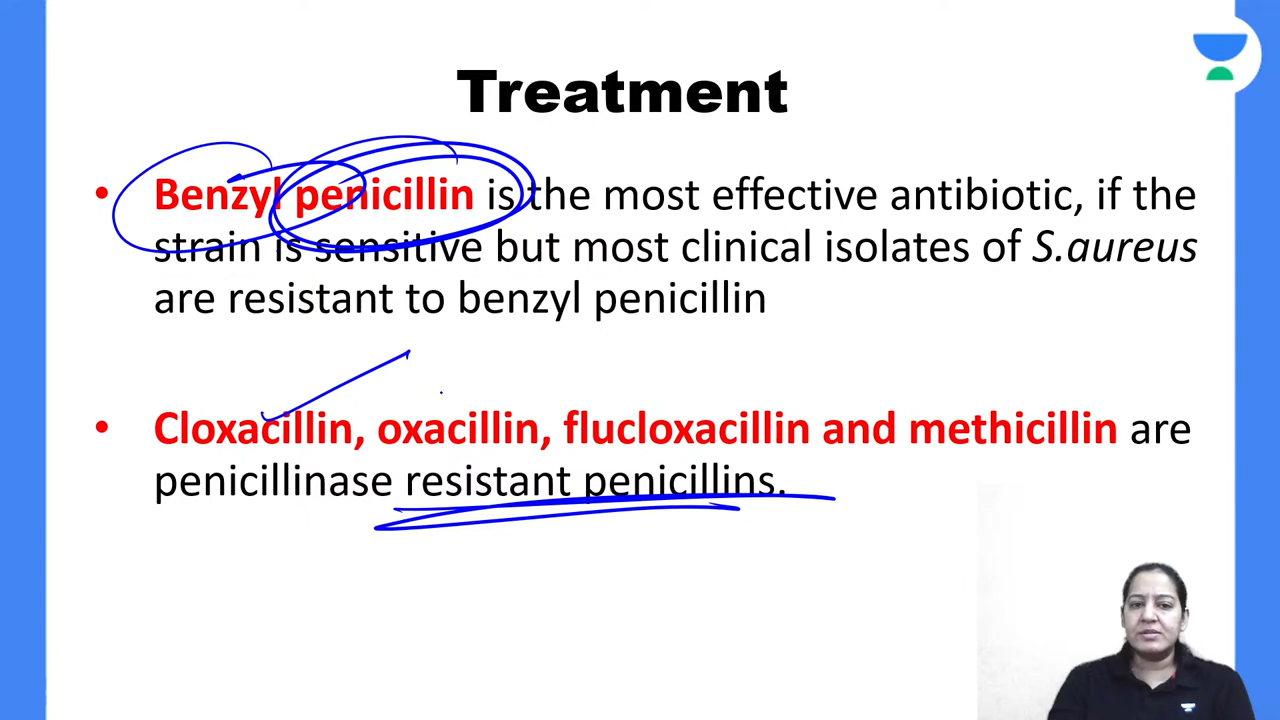 Treatment
• Benzyl penicillin is the most effective antibiotic, if the
strain is sensitive but most clinical isolates of S.aureus
are resistant to benzyl penicillin
• Cloxacillin, oxacillin, flucloxacillin and methicillin are
penicillinase resistant penicillins.